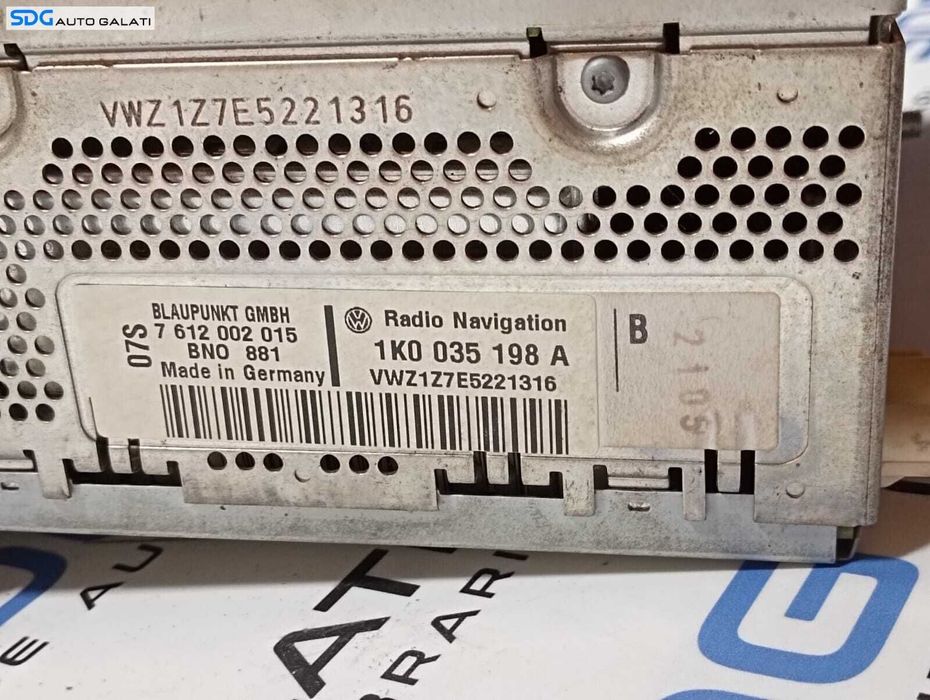 SDG AUTO GALATI
VWZ1Z7E5221316
07S
BLAUPUNKT GMBH
7 612 002 015
BNO 881
Made in Germany
Radio Navigation
1K0 035 198 A
VWZ1Z7E5221316
B